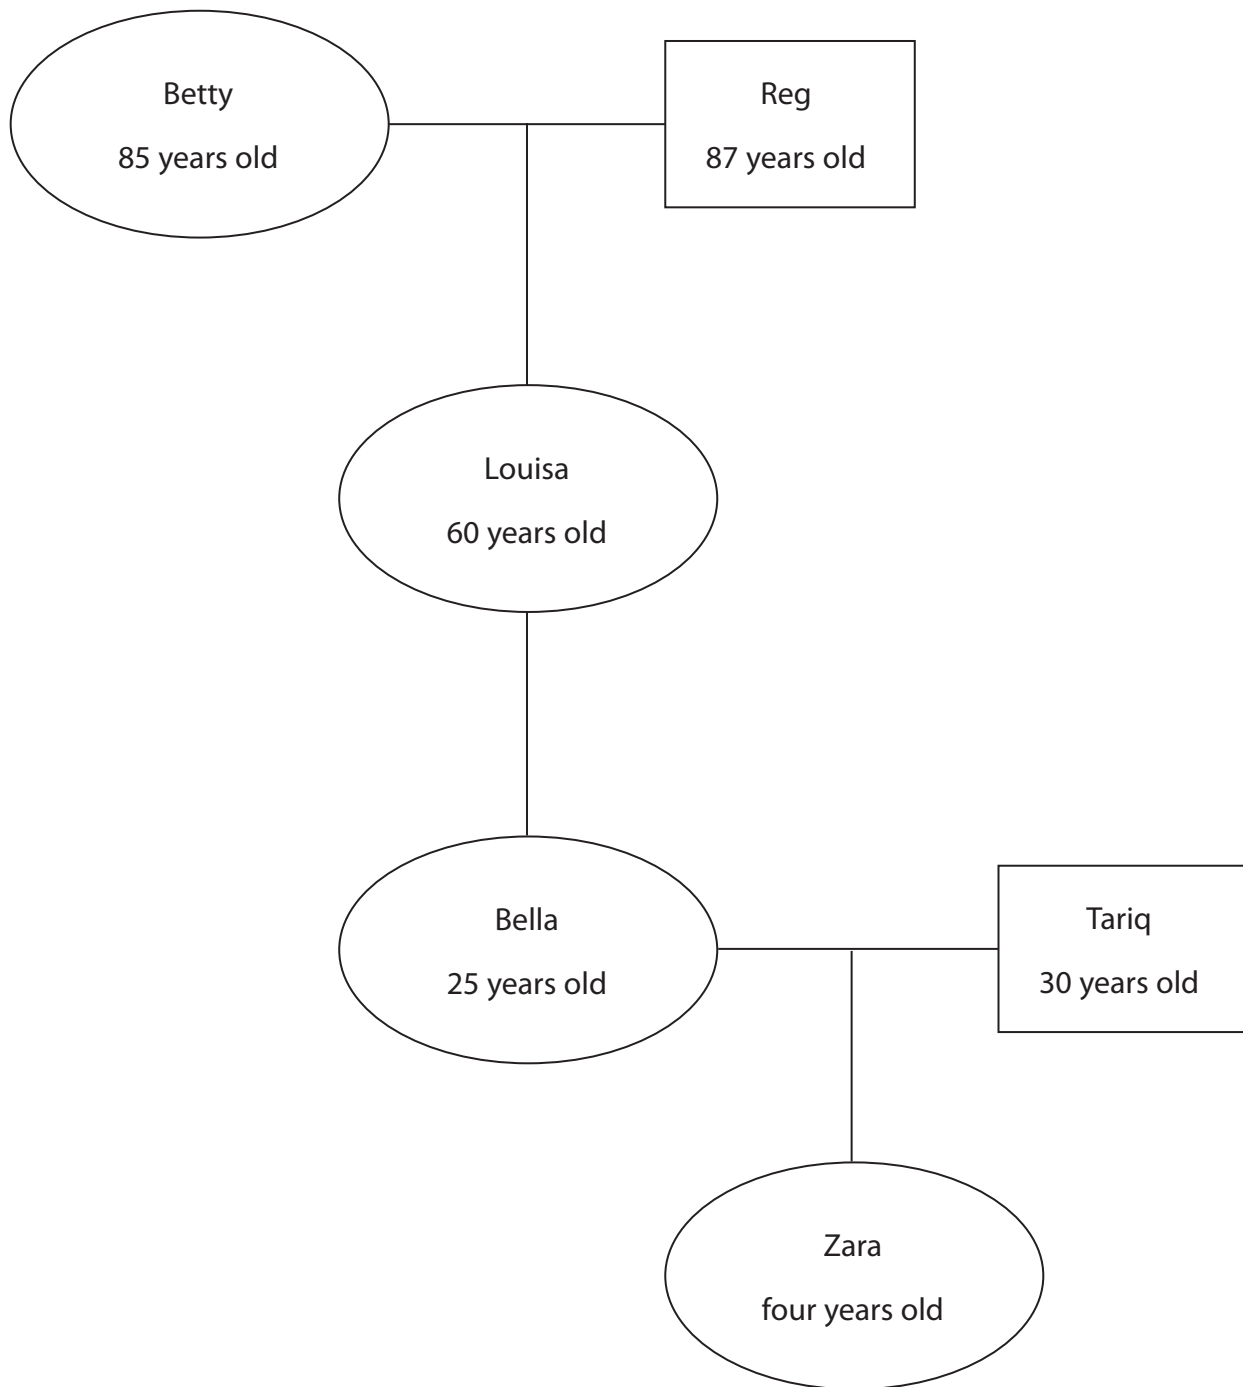 Betty
85 years old
Reg
87 years old
Louisa
60 years old
Bella
25 years old
Tariq
30 years old
Zara
four years old